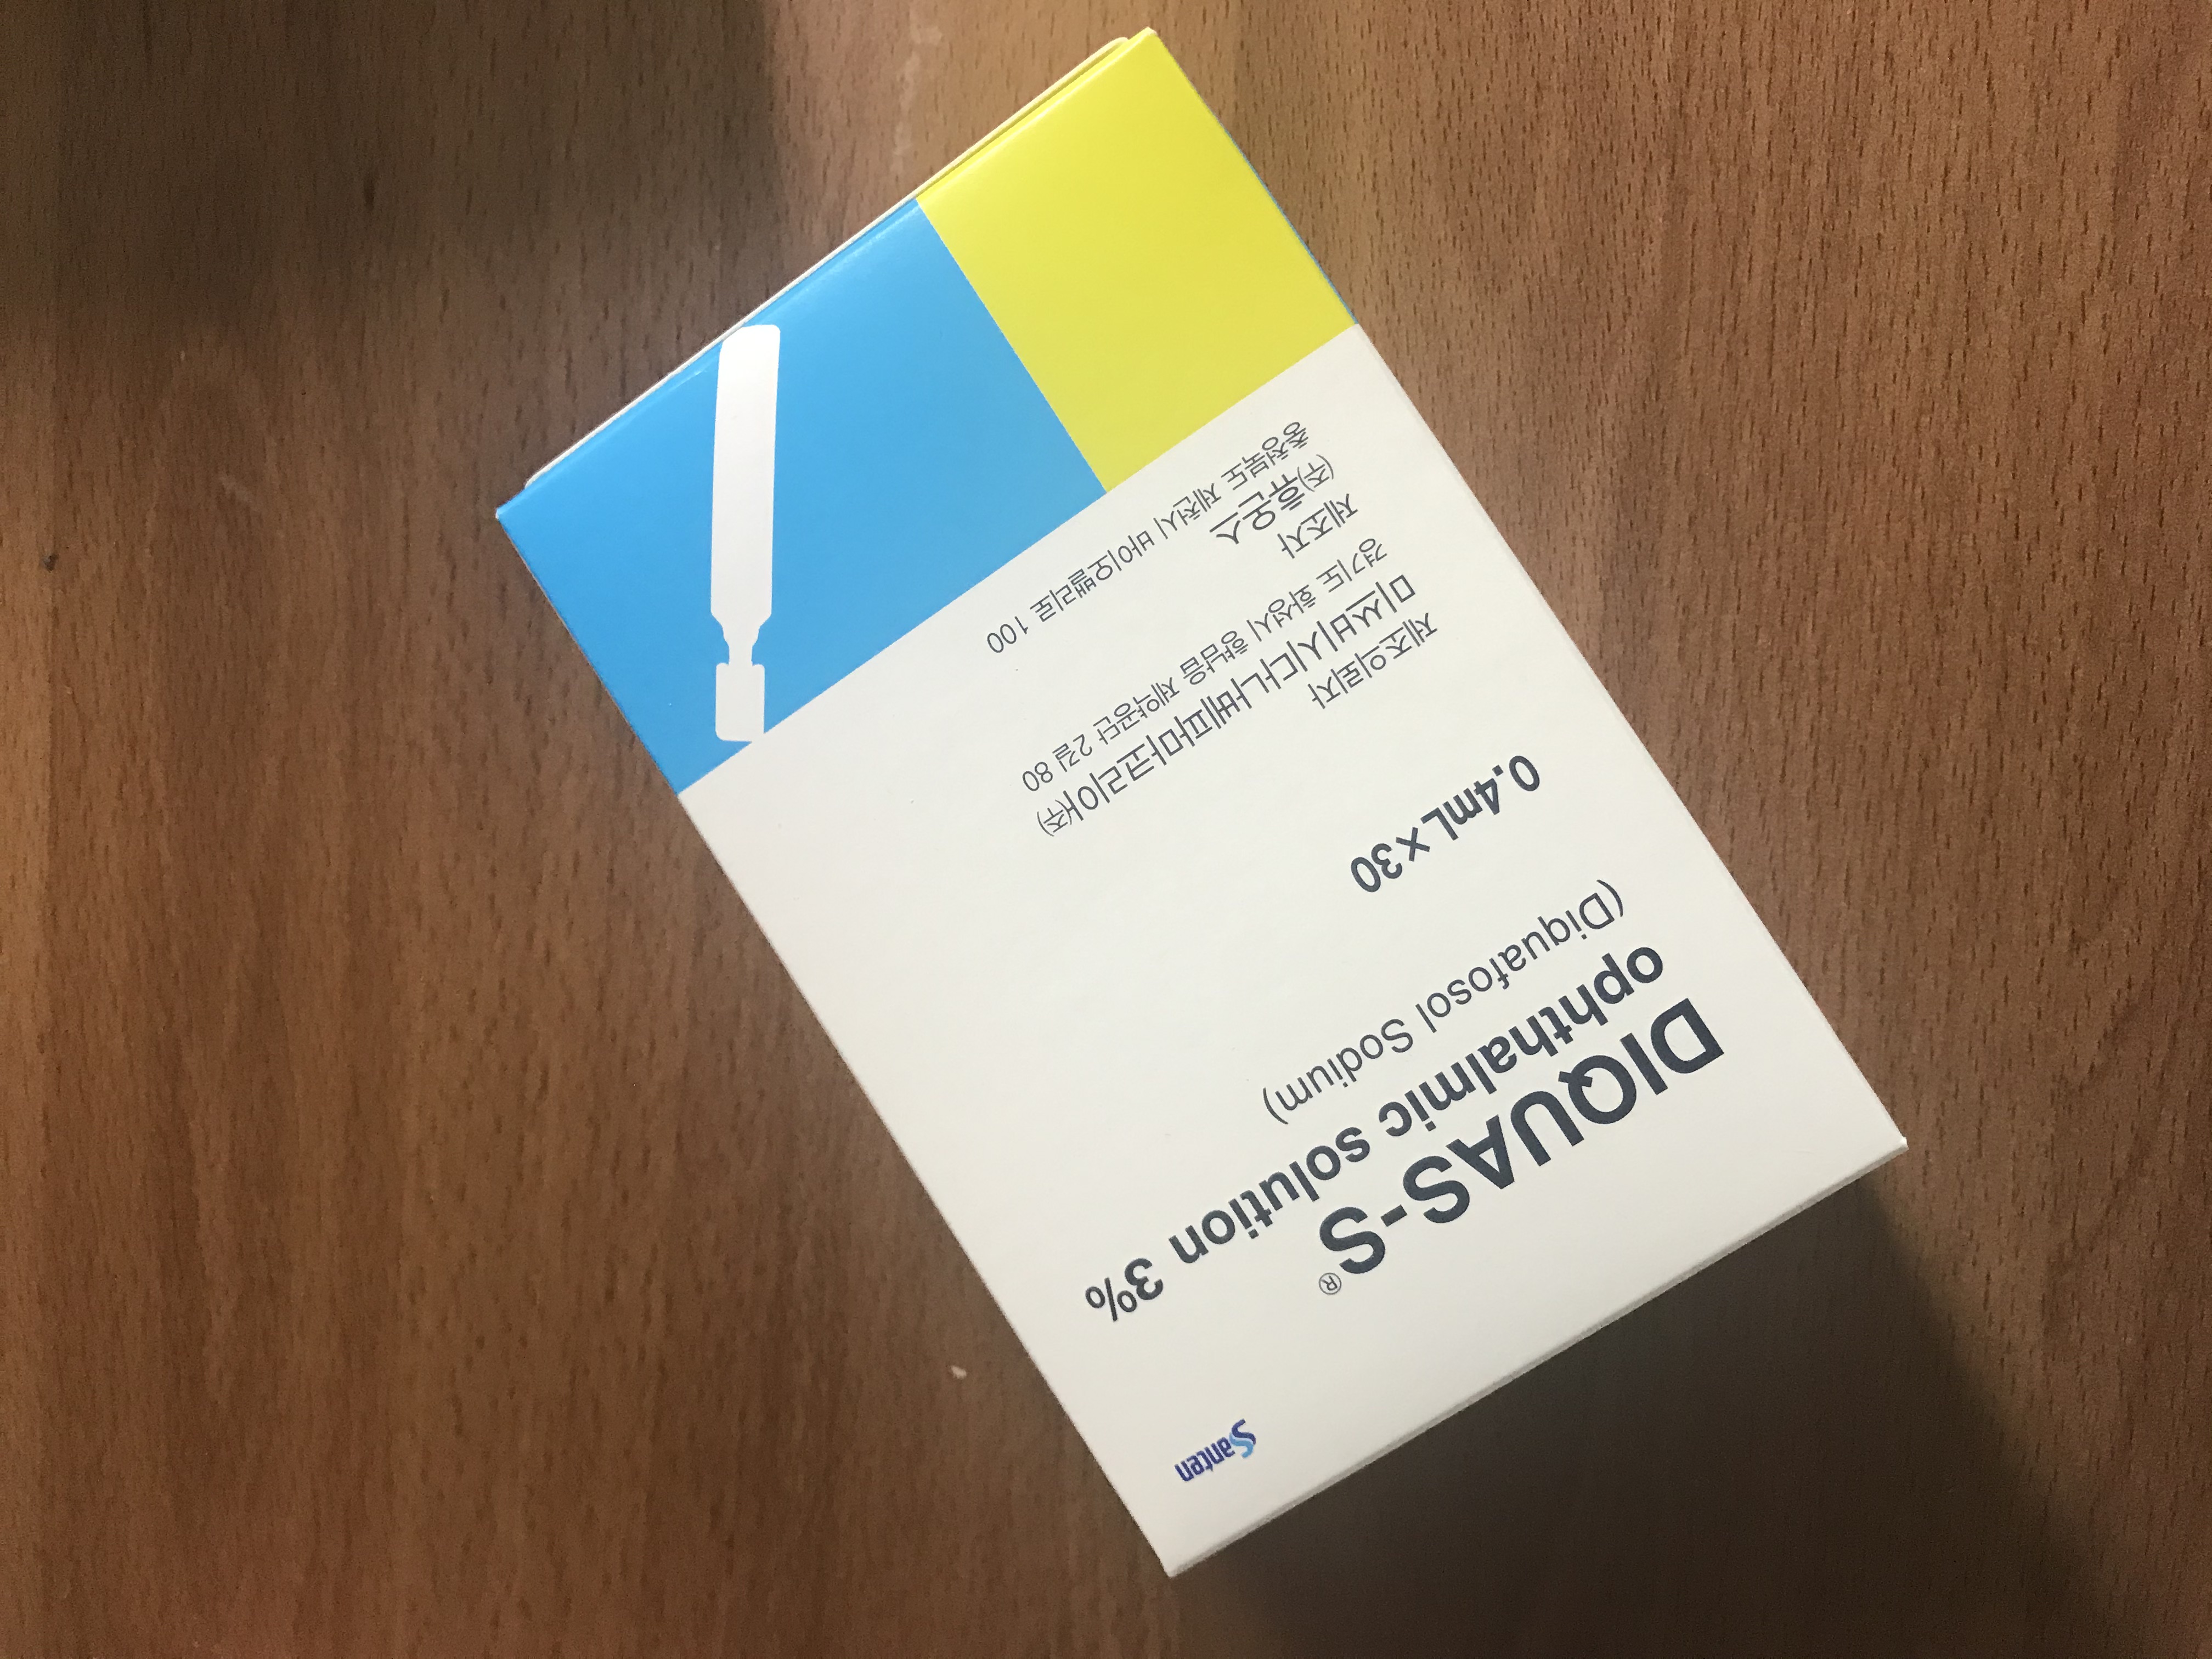 Santen
DIQUAS-S®
ophthalmic solution 3%
(Diquafosol Sodium)
0.4mL x 30
제조의뢰자
미쓰비시다나베파마코리아(주)
경기도 화성시 향남읍 제약공단 2길 80
제조자
(주)휴온스
충청북도 제천시 바이오밸리로 100